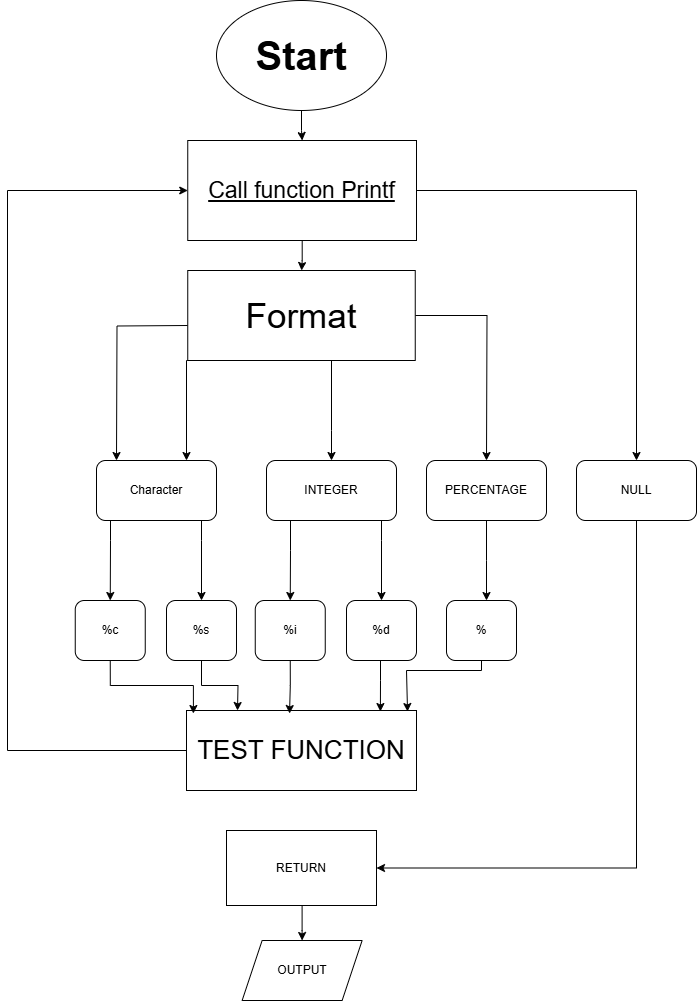 Start
Call function Printf
Format
Character
INTEGER
PERCENTAGE
NULL
%c
%s
%i
%d
%
TEST FUNCTION
RETURN
OUTPUT